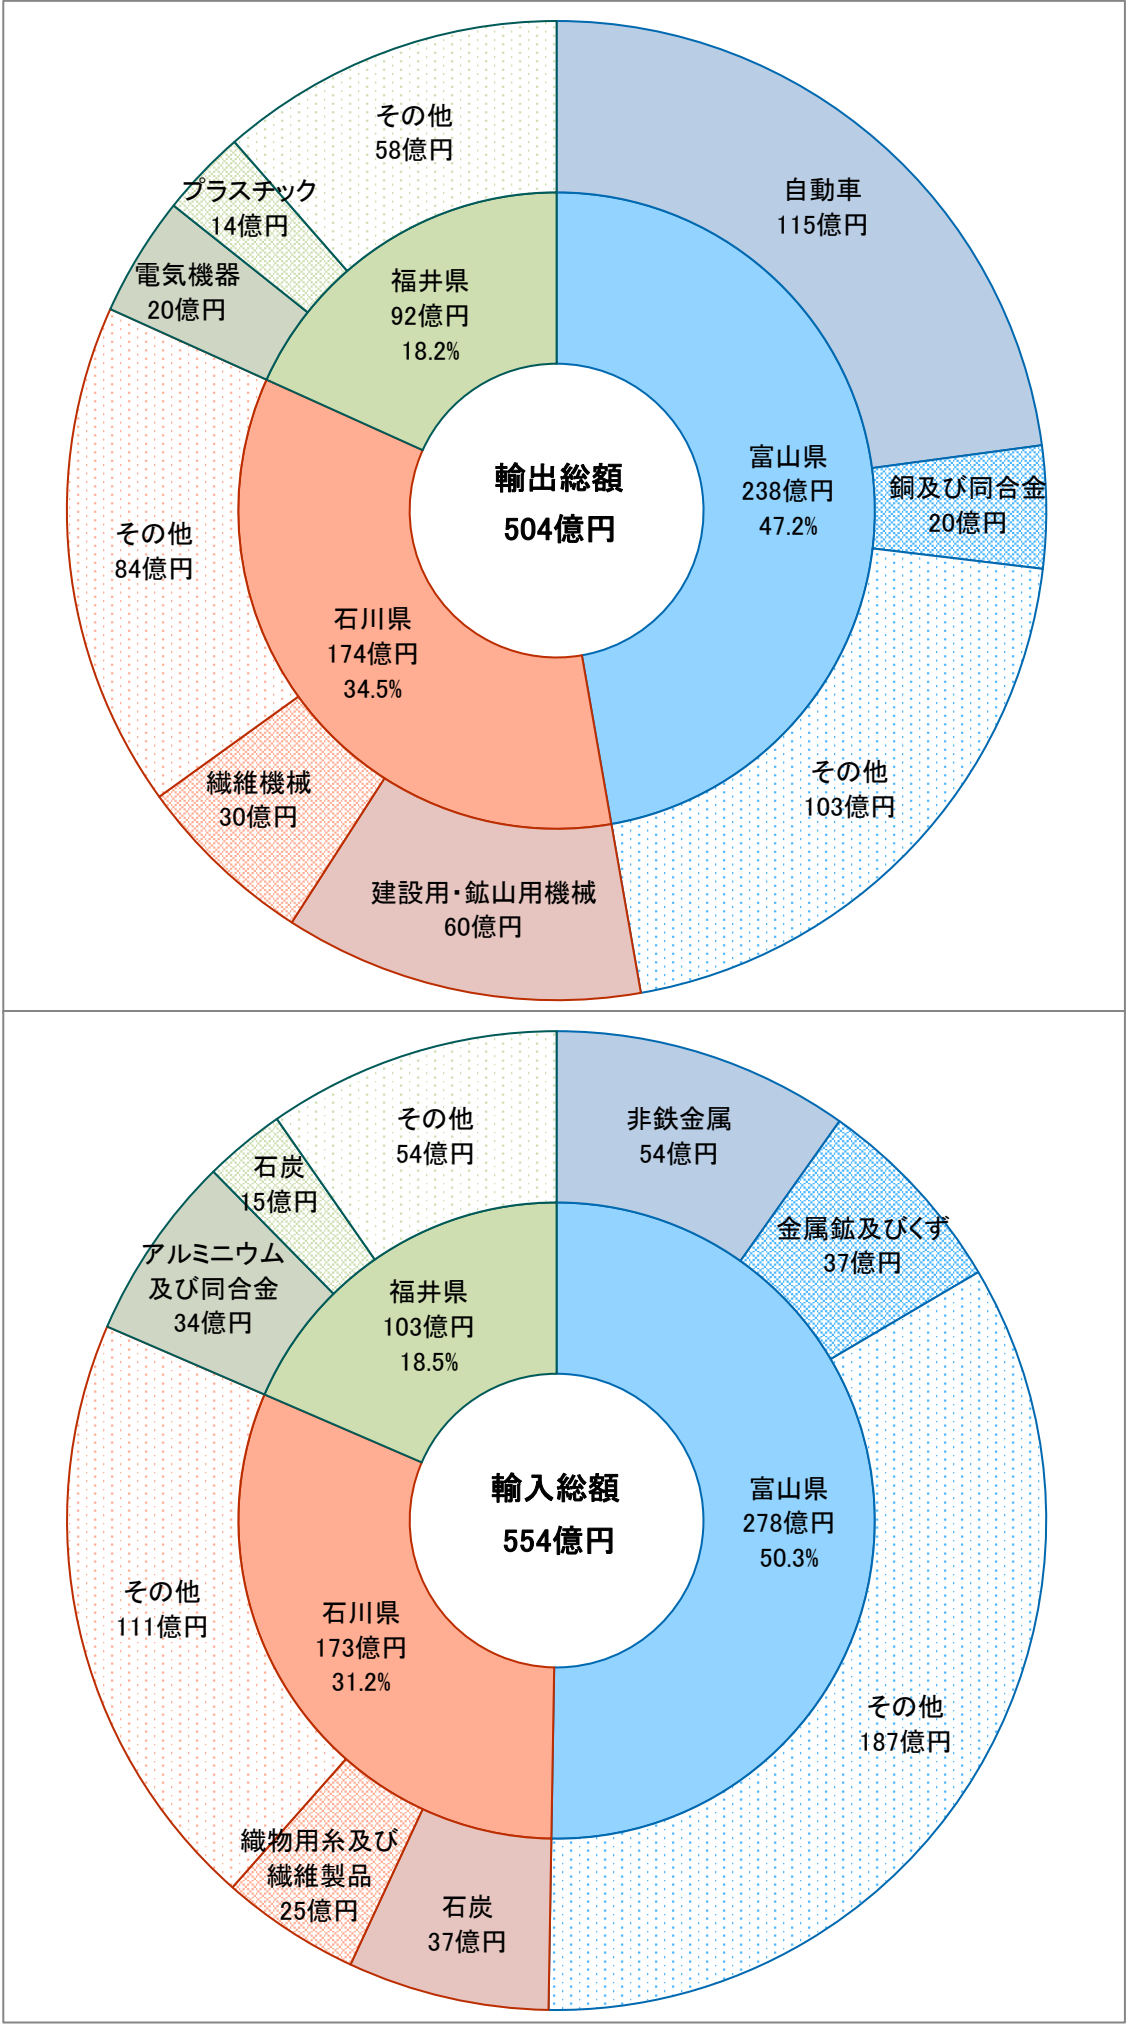 輸出総額
504億円
富山県
238億円
47.2%
自動車
115億円
銅及び同合金
20億円
その他
103億円
石川県
174億円
34.5%
建設用・鉱山用機械
60億円
繊維機械
30億円
その他
84億円
福井県
92億円
18.2%
電気機器
20億円
プラスチック
14億円
その他
58億円
輸入総額
554億円
富山県
278億円
50.3%
非鉄金属
54億円
金属鉱及びくず
37億円
その他
187億円
石川県
173億円
31.2%
石炭
37億円
織物用糸及び
繊維製品
25億円
その他
111億円
福井県
103億円
18.5%
アルミニウム
及び同合金
34億円
石炭
15億円
その他
54億円